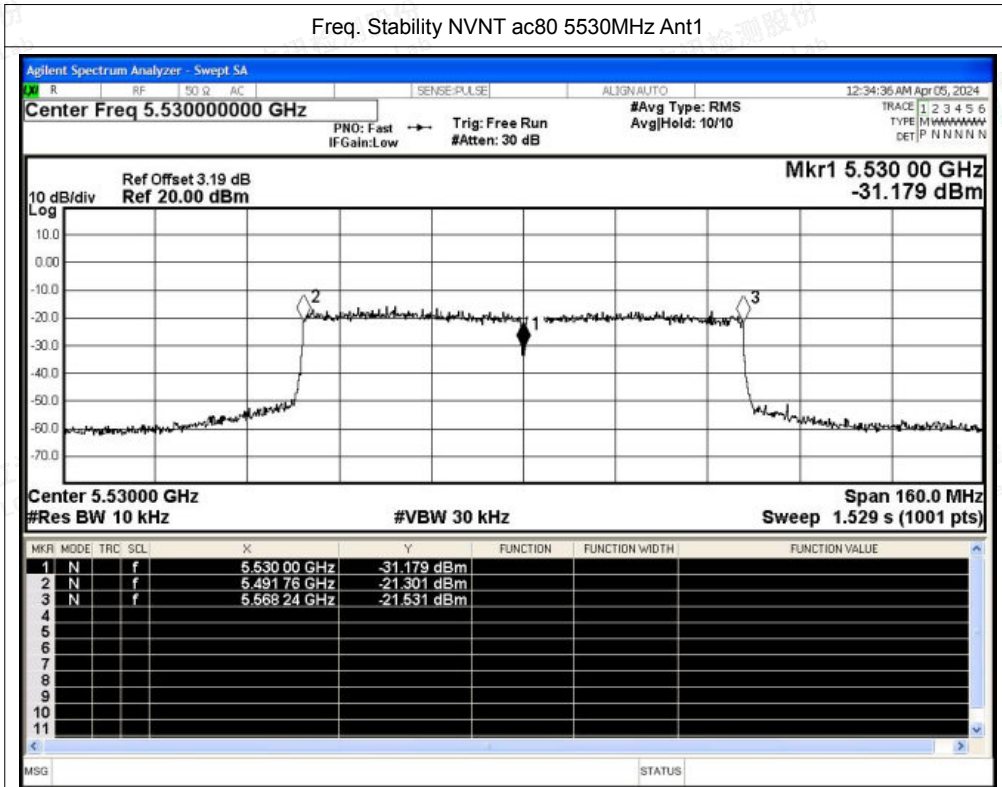 Freq. Stability NVNT ac80 5530MHz Ant1
Agilent Spectrum Analyzer - Swept SA
LXI R RF 50 Ω AC SENSE:PULSE ALIGN AUTO 12:34:36 AM Apr 05, 2024
Center Freq 5.530000000 GHz #Avg Type: RMS TRACE 1 2 3 4 5 6
PNO: Fast Trig: Free Run Avg|Hold: 10/10 TYPE M
IFGain:Low #Atten: 30 dB DET P N N N N N
Mkr1 5.530 00 GHz
Ref Offset 3.19 dB
10 dB/div Ref 20.00 dBm -31.179 dBm
Log
10.0
0.00
-10.0
2
3
-20.0
1
-30.0
-40.0
-50.0
-60.0
-70.0
Center 5.53000 GHz Span 160.0 MHz
#Res BW 10 kHz #VBW 30 kHz Sweep 1.529 s (1001 pts)
MKR MODE TRC SCL X Y FUNCTION FUNCTION WIDTH FUNCTION VALUE
1 N f 5.530 00 GHz -31.179 dBm
2 N f 5.491 76 GHz -21.301 dBm
3 N f 5.568 24 GHz -21.531 dBm
4
5
6
7
8
9
10
11
MSG STATUS